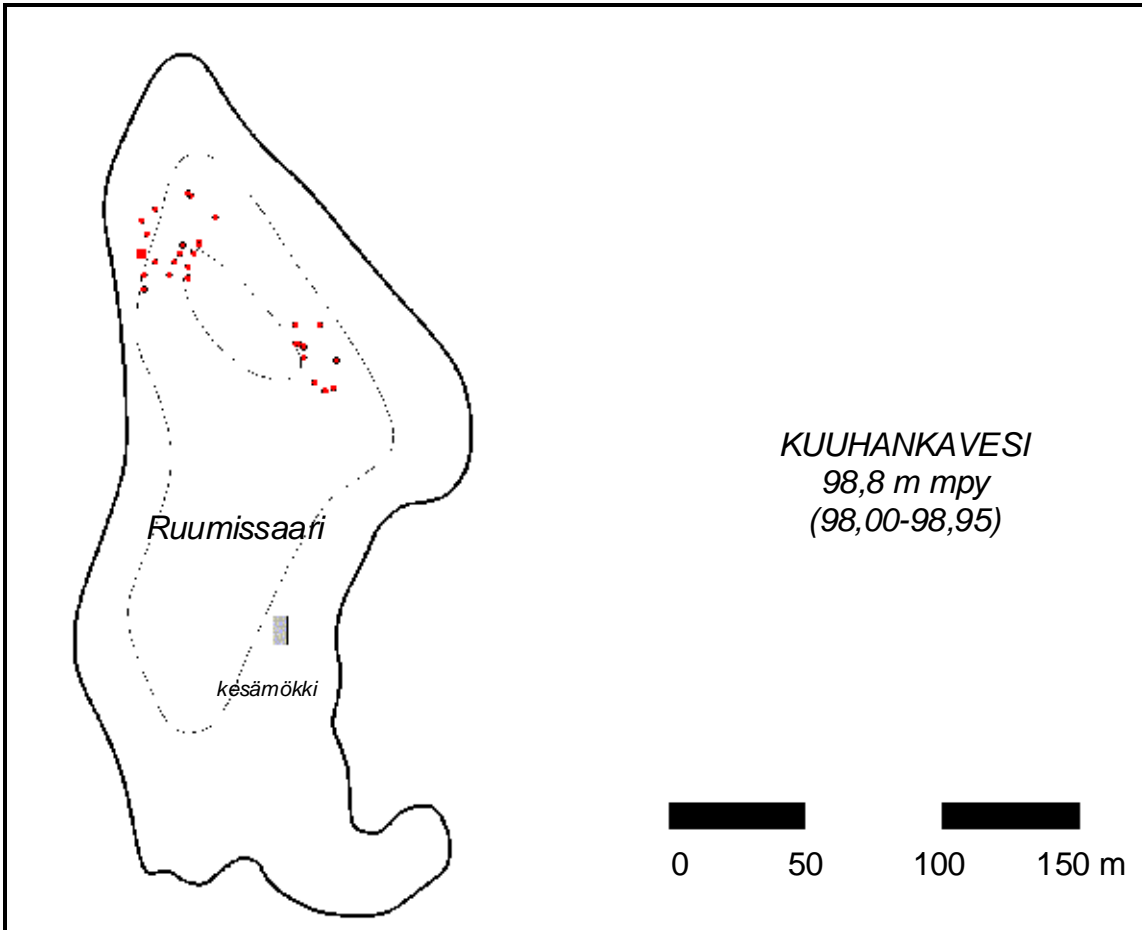 KUUHANKAVESI
98,8 m mpy
(98,00-98,95)
Ruumissaari
kesämökki
0 50 100 150 m